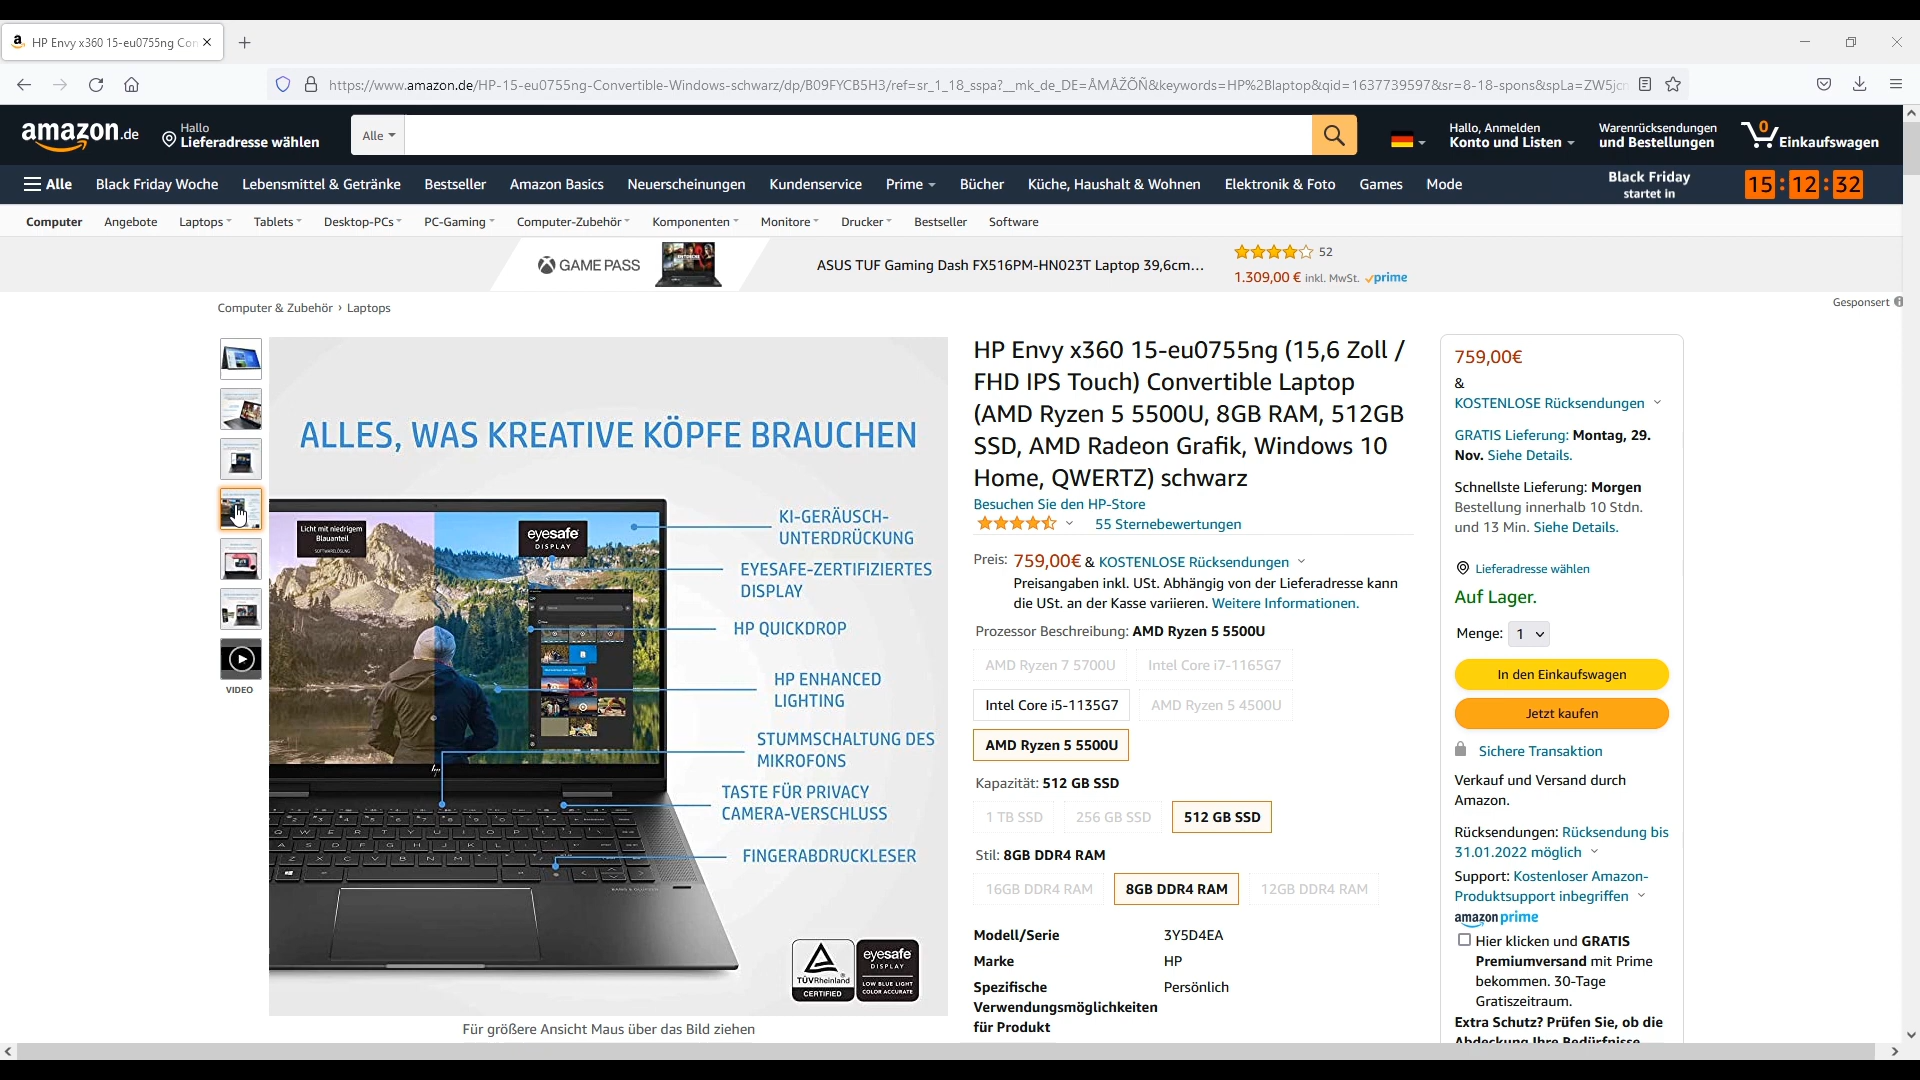 HP Envy x360 15-eu0755ng Con
https://www.amazon.de/HP-15-eu0755ng-Convertible-Windows-schwarz/dp/B09FYCB5H3/ref=sr_1_18_sspa?__mk_de_DE=ÅMÅŽÕÑ&keywords=HP%2Blaptop&qid=1637739597&sr=8-18-spons&spLa=ZW5jcn
amazon.de
Hallo
Lieferadresse wählen
Alle
Hallo, Anmelden
Konto und Listen
Warenrücksendungen
und Bestellungen
0
Einkaufswagen
Alle
Black Friday Woche
Lebensmittel & Getränke
Bestseller
Amazon Basics
Neuerscheinungen
Kundenservice
Prime
Bücher
Küche, Haushalt & Wohnen
Elektronik & Foto
Games
Mode
Black Friday
startet in
15 : 12 : 32
Computer
Angebote
Laptops
Tablets
Desktop-PCs
PC-Gaming
Computer-Zubehör
Komponenten
Monitore
Drucker
Bestseller
Software
GAME PASS
ASUS TUF Gaming Dash FX516PM-HN023T Laptop 39,6cm...
52
1.309,00 € inkl. MwSt. prime
Gesponsert
Computer & Zubehör › Laptops
VIDEO
ALLES, WAS KREATIVE KÖPFE BRAUCHEN
Licht mit niedrigem
Blauanteil
SOFTWARELÖSUNG
eyesafe
DISPLAY
KI-GERÄUSCH-
UNTERDRÜCKUNG
EYESAFE-ZERTIFIZIERTES
DISPLAY
HP QUICKDROP
HP ENHANCED
LIGHTING
STUMMSCHALTUNG DES
MIKROFONS
TASTE FÜR PRIVACY
CAMERA-VERSCHLUSS
FINGERABDRUCKLESER
TÜVRheinland
CERTIFIED
eyesafe
DISPLAY
LOW BLUE LIGHT
COLOR ACCURATE
Für größere Ansicht Maus über das Bild ziehen
HP Envy x360 15-eu0755ng (15,6 Zoll /
FHD IPS Touch) Convertible Laptop
(AMD Ryzen 5 5500U, 8GB RAM, 512GB
SSD, AMD Radeon Grafik, Windows 10
Home, QWERTZ) schwarz
Besuchen Sie den HP-Store
55 Sternebewertungen
Preis: 759,00€ & KOSTENLOSE Rücksendungen
Preisangaben inkl. USt. Abhängig von der Lieferadresse kann
die USt. an der Kasse variieren. Weitere Informationen.
Prozessor Beschreibung: AMD Ryzen 5 5500U
AMD Ryzen 7 5700U
Intel Core i7-1165G7
Intel Core i5-1135G7
AMD Ryzen 5 4500U
AMD Ryzen 5 5500U
Kapazität: 512 GB SSD
1 TB SSD
256 GB SSD
512 GB SSD
Stil: 8GB DDR4 RAM
16GB DDR4 RAM
8GB DDR4 RAM
12GB DDR4 RAM
Modell/Serie
3Y5D4EA
Marke
HP
Spezifische
Verwendungsmöglichkeiten
für Produkt
Persönlich
759,00€
&
KOSTENLOSE Rücksendungen
GRATIS Lieferung: Montag, 29.
Nov. Siehe Details.
Schnellste Lieferung: Morgen
Bestellung innerhalb 10 Stdn.
und 13 Min. Siehe Details.
Lieferadresse wählen
Auf Lager.
Menge: 1
In den Einkaufswagen
Jetzt kaufen
Sichere Transaktion
Verkauf und Versand durch
Amazon.
Rücksendungen: Rücksendung bis
31.01.2022 möglich
Support: Kostenloser Amazon-
Produktsupport inbegriffen
amazon prime
Hier klicken und GRATIS
Premiumversand mit Prime
bekommen. 30-Tage
Gratiszeitraum.
Extra Schutz? Prüfen Sie, ob die
Abdeckung Ihre Bedürfnisse